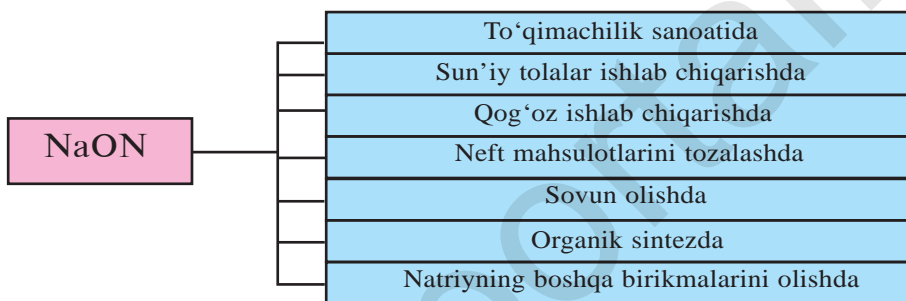 NaON
To‘qimachilik sanoatida
Sun’iy tolalar ishlab chiqarishda
Qog‘oz ishlab chiqarishda
Neft mahsulotlarini tozalashda
Sovun olishda
Organik sintezda
Natriyning boshqa birikmalarini olishda